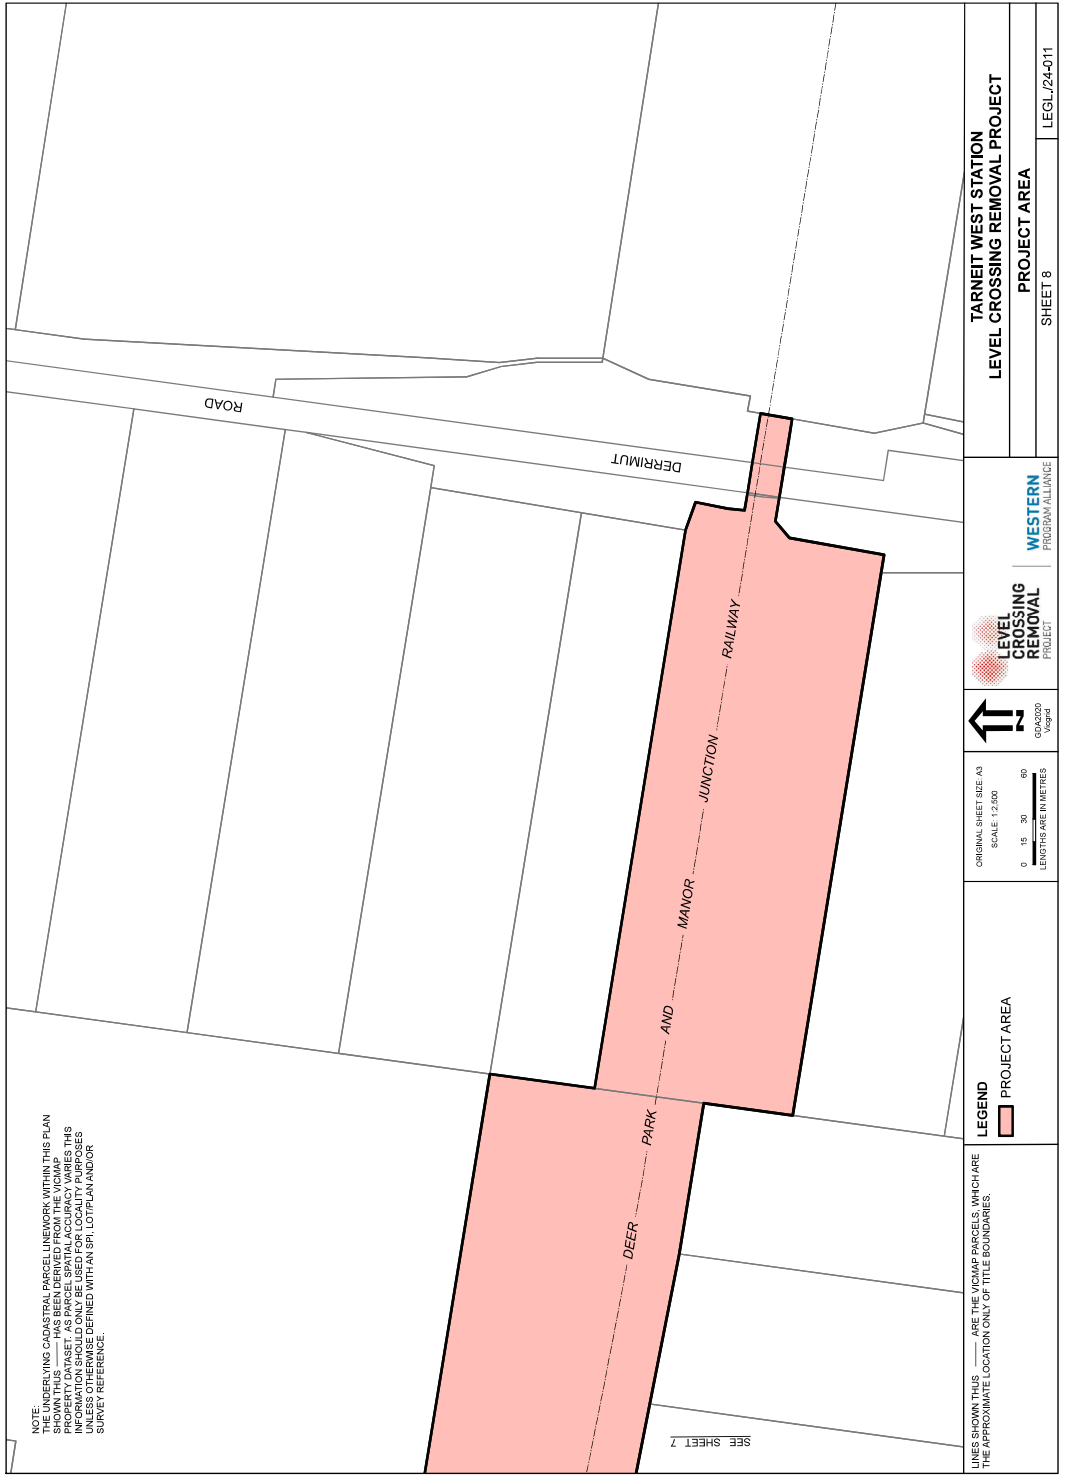 NOTE:
THE UNDERLYING CADASTRAL PARCEL LINEWORK WITHIN THIS PLAN
SHOWN THUS ——— HAS BEEN DERIVED FROM THE VICMAP
PROPERTY DATASET. AS PARCEL SPATIAL ACCURACY VARIES THIS
INFORMATION SHOULD ONLY BE USED FOR LOCALITY PURPOSES
UNLESS OTHERWISE DEFINED WITH AN SPI, LOT/PLAN AND/OR
SURVEY REFERENCE.
ROAD
DERRIMUT
DEER PARK AND MANOR JUNCTION RAILWAY
SEE SHEET 7
LINES SHOWN THUS ——— ARE THE VICMAP PARCELS, WHICH ARE
THE APPROXIMATE LOCATION ONLY OF TITLE BOUNDARIES.
LEGEND
PROJECT AREA
ORIGINAL SHEET SIZE: A3
SCALE: 1:2,500
0 15 30 60
LENGTHS ARE IN METRES
N
GDA2020
Vicgrid
LEVEL
CROSSING
REMOVAL
PROJECT
WESTERN
PROGRAM ALLIANCE
TARNEIT WEST STATION
LEVEL CROSSING REMOVAL PROJECT
PROJECT AREA
SHEET 8
LEGL./24-011